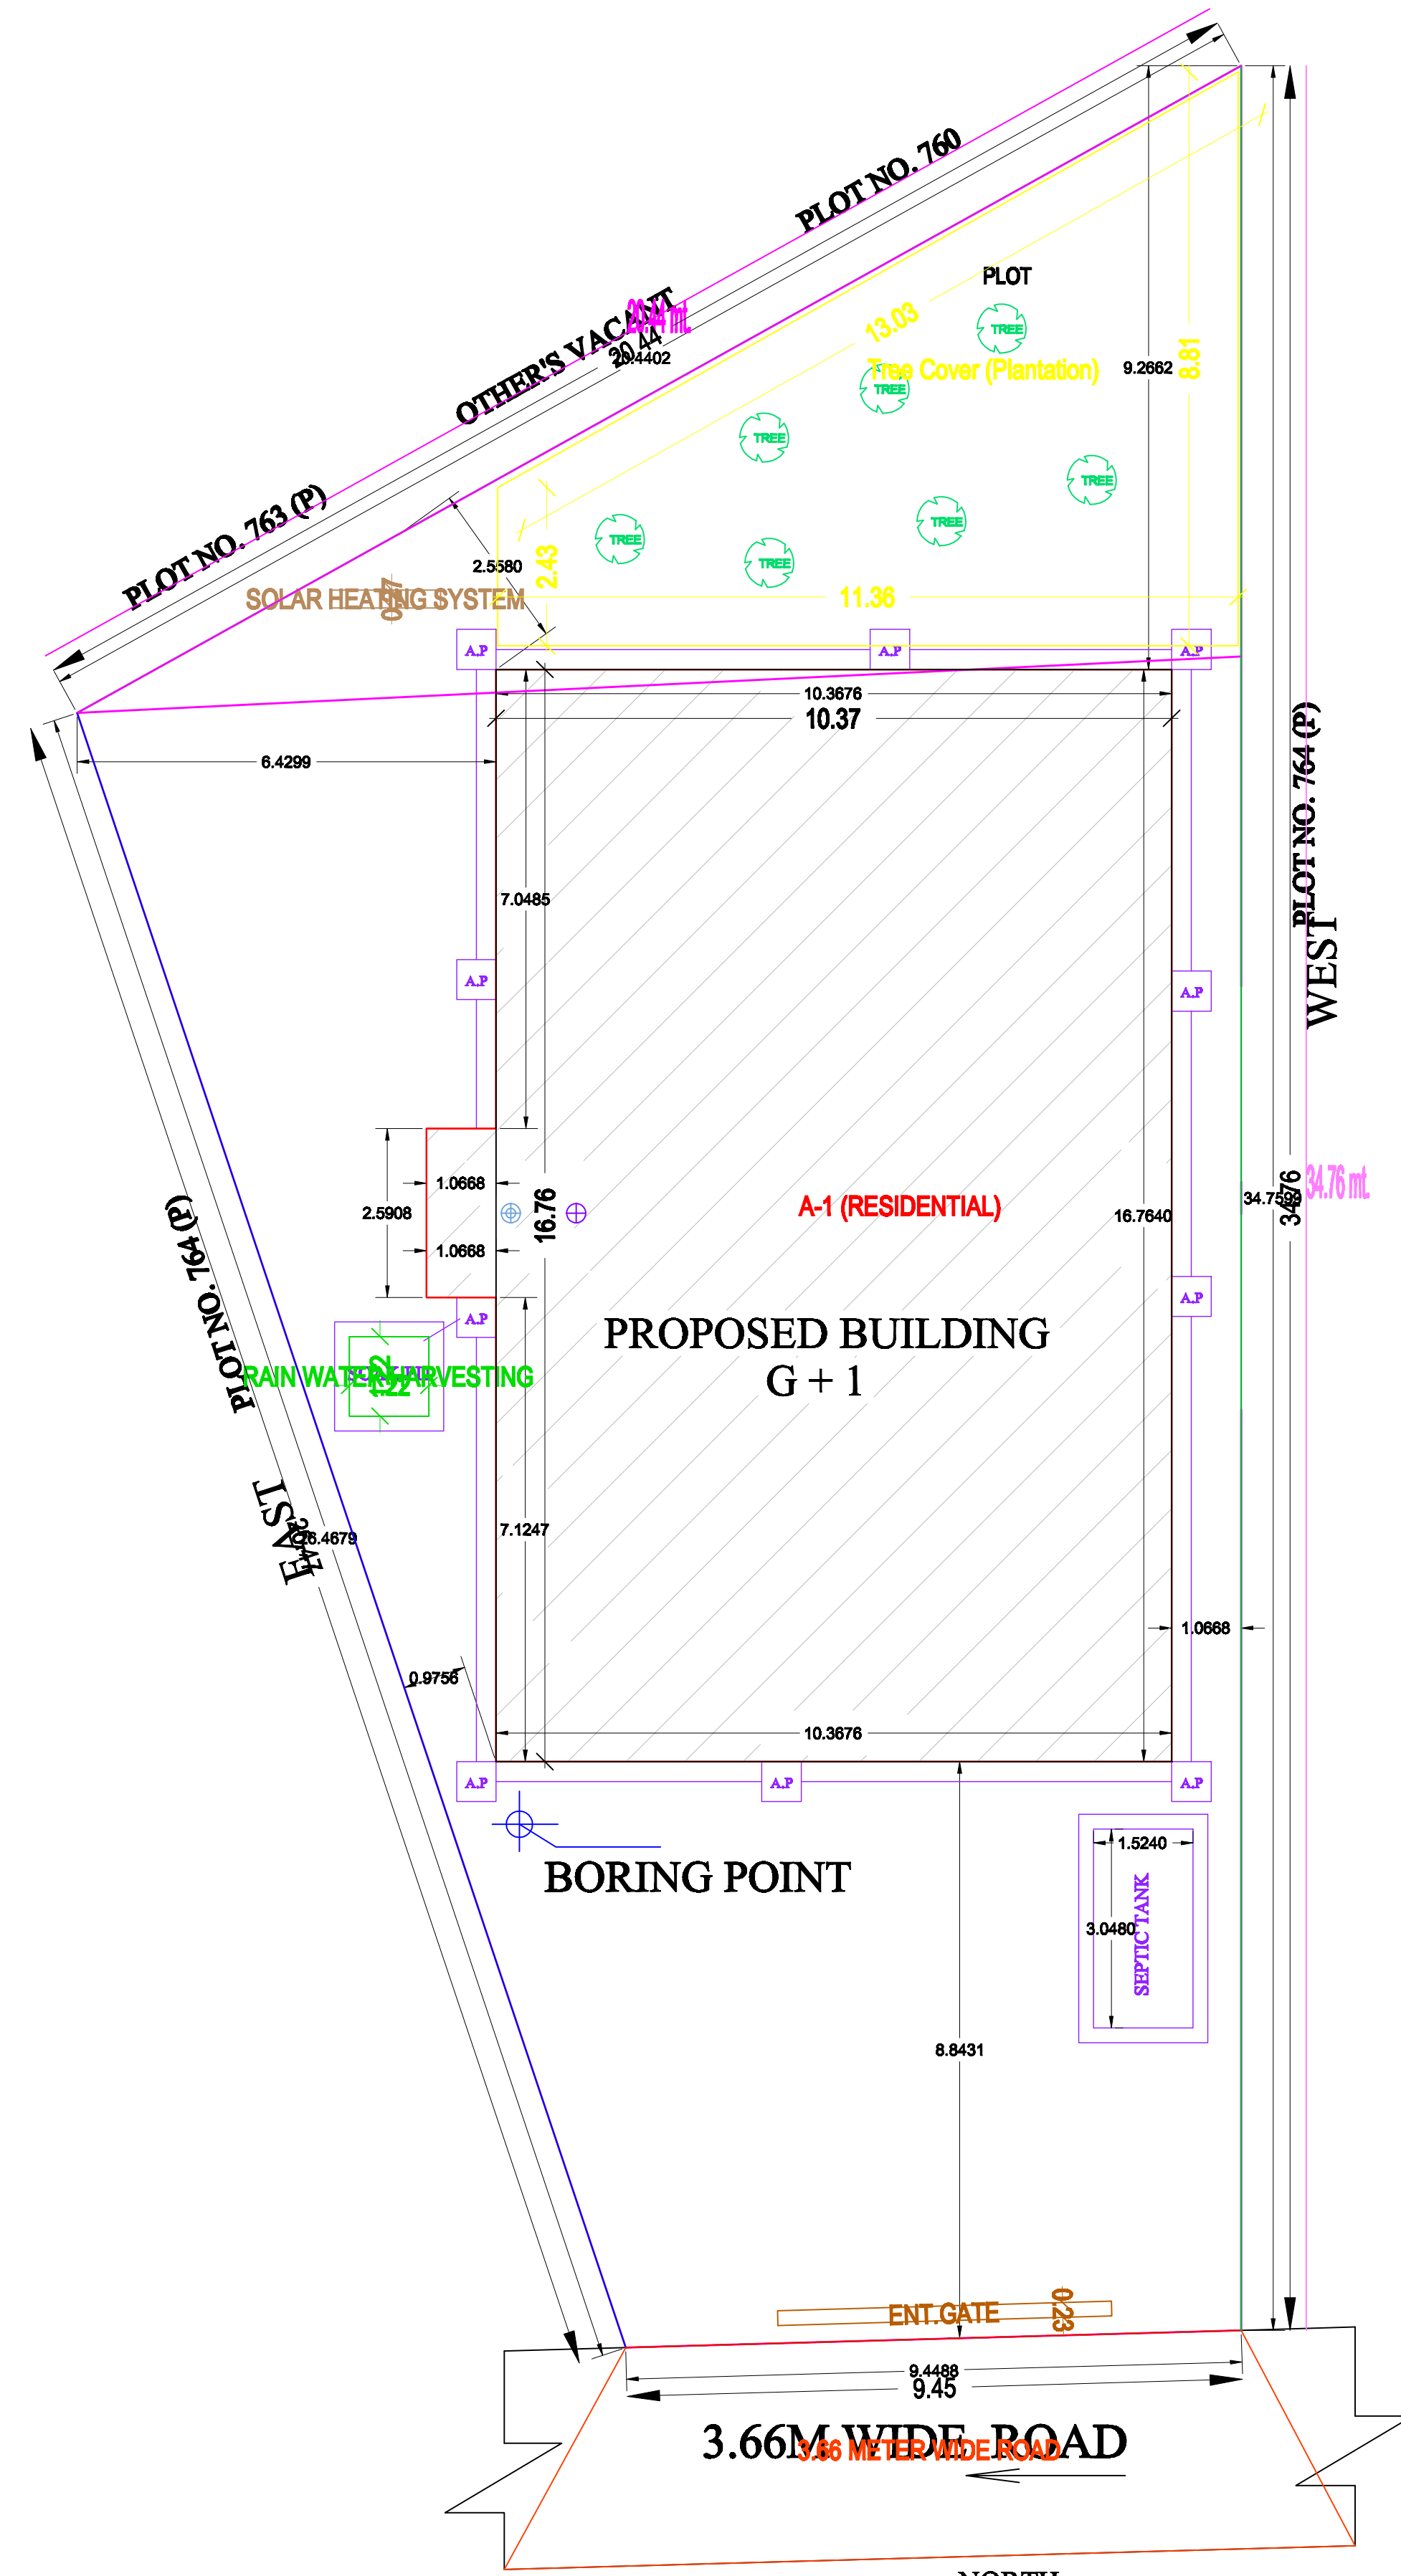 PLOT NO. 760
PLOT
OTHER'S VACANT
20.44 mt.
20.44
20.4402
13.03
Tree Cover (Plantation)
8.81
9.2662
TREE
TREE
TREE
TREE
TREE
TREE
TREE
PLOT NO. 763 (P)
2.5580
2.43
SOLAR HEATING SYSTEM
11.36
A.P
A.P
A.P
10.3676
10.37
6.4299
PLOT NO. 764 (P)
WEST
7.0485
A.P
A.P
1.0668
2.5908
1.0668
16.76
A-1 (RESIDENTIAL)
16.7640
34.7599
34.76
34.76 mt.
PLOT NO. 764 (P)
A.P
A.P
PROPOSED BUILDING
G + 1
RAIN WATER HARVESTING
1.22
EAST
26.4679
7.1247
1.0668
0.9756
10.3676
A.P
A.P
A.P
BORING POINT
1.5240
3.0480
SEPTIC TANK
8.8431
ENT.GATE
0.23
9.4488
9.45
3.66M WIDE ROAD
3.66 METER WIDE ROAD
NORTH